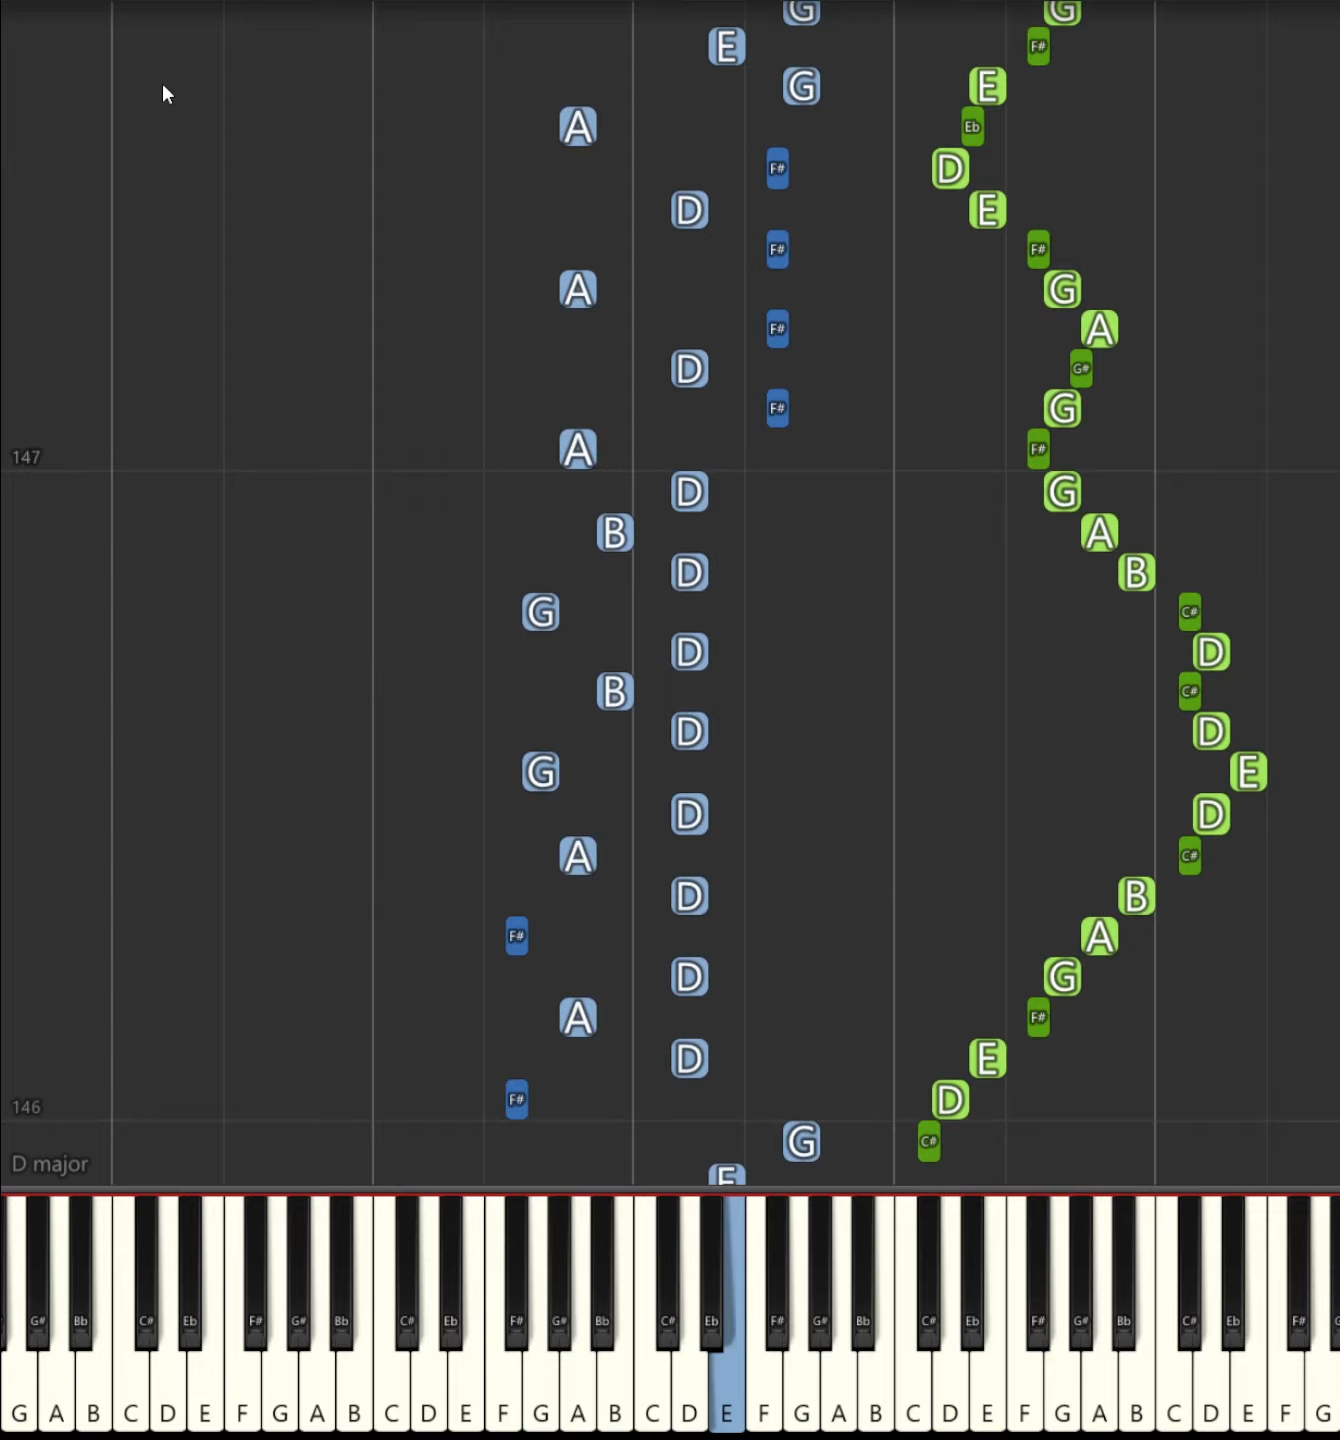 G G
E F#
G E
A Eb
F# D
D E
F# F#
A G
F# A
D G#
F# G
147 A F#
D G
B A
D B
G C#
D D
B C#
D D
G E
D D
A C#
D B
F# A
D G
A F#
D E
146 F# D
G C#
D major E
G# Bb C# Eb F# G# Bb C# Eb F# G# Bb C# Eb F# G# Bb C# Eb F# G# Bb C# Eb F# G
G A B C D E F G A B C D E F G A B C D E F G A B C D E F G A B C D E F G